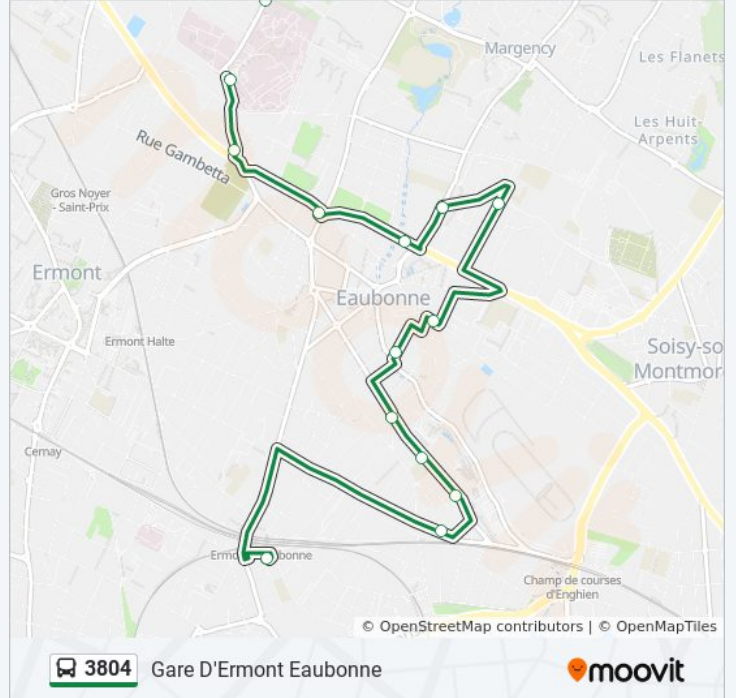 Margency
Les Flanets
Les Huit-
Arpents
Rue Gambetta
Gros Noyer
- Saint-Prix
Ermont
Eaubonne
Ermont Halte
Soisy-so
Montmor
Cernay
Ermo
bonne
Champ de courses
d'Enghien
© OpenStreetMap contributors | © OpenMapTiles
3804 Gare D'Ermont Eaubonne
moovit